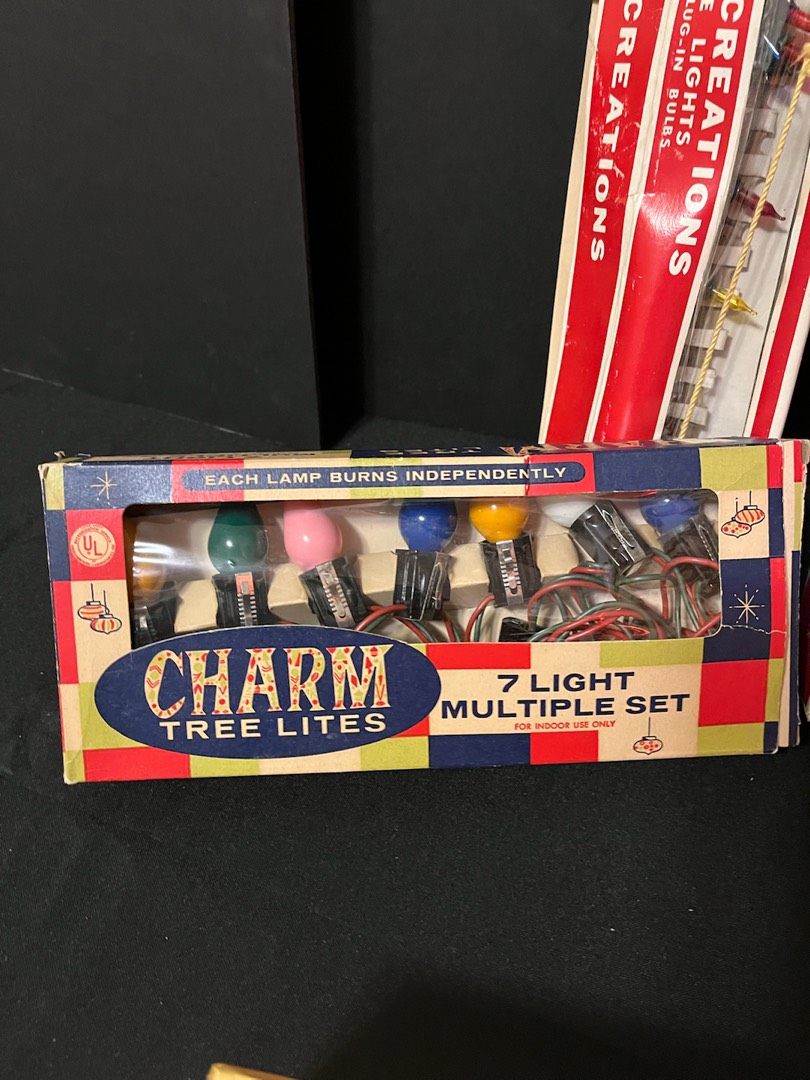 CREATIONS
CREATIONS
E LIGHTS
LUG-IN BULBS
EACH LAMP BURNS INDEPENDENTLY
UL
CHARM
TREE LITES
7 LIGHT
MULTIPLE SET
FOR INDOOR USE ONLY